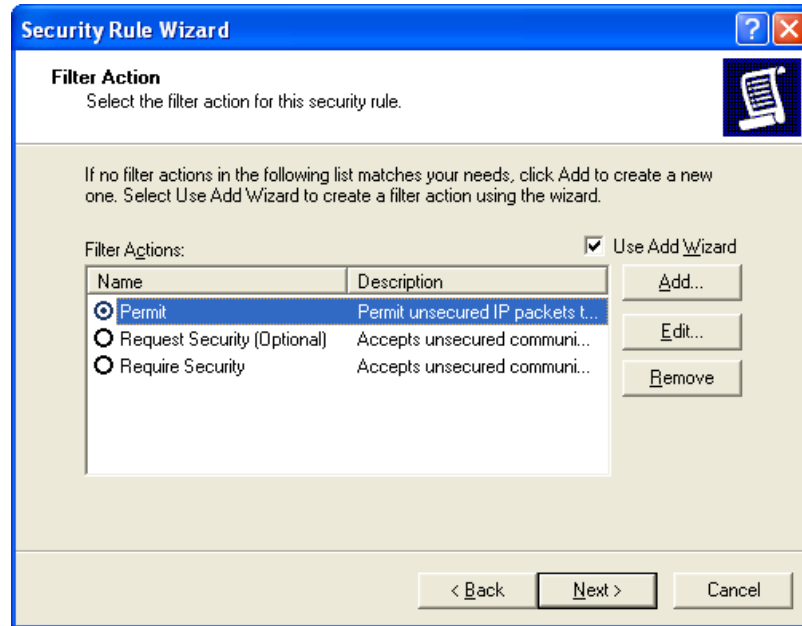 Security Rule Wizard
Filter Action
Select the filter action for this security rule.
If no filter actions in the following list matches your needs, click Add to create a new
one. Select Use Add Wizard to create a filter action using the wizard.
Filter Actions:
Use Add Wizard
Name Description
Permit Permit unsecured IP packets t...
Request Security (Optional) Accepts unsecured communi...
Require Security Accepts unsecured communi...
Add...
Edit...
Remove
< Back Next > Cancel